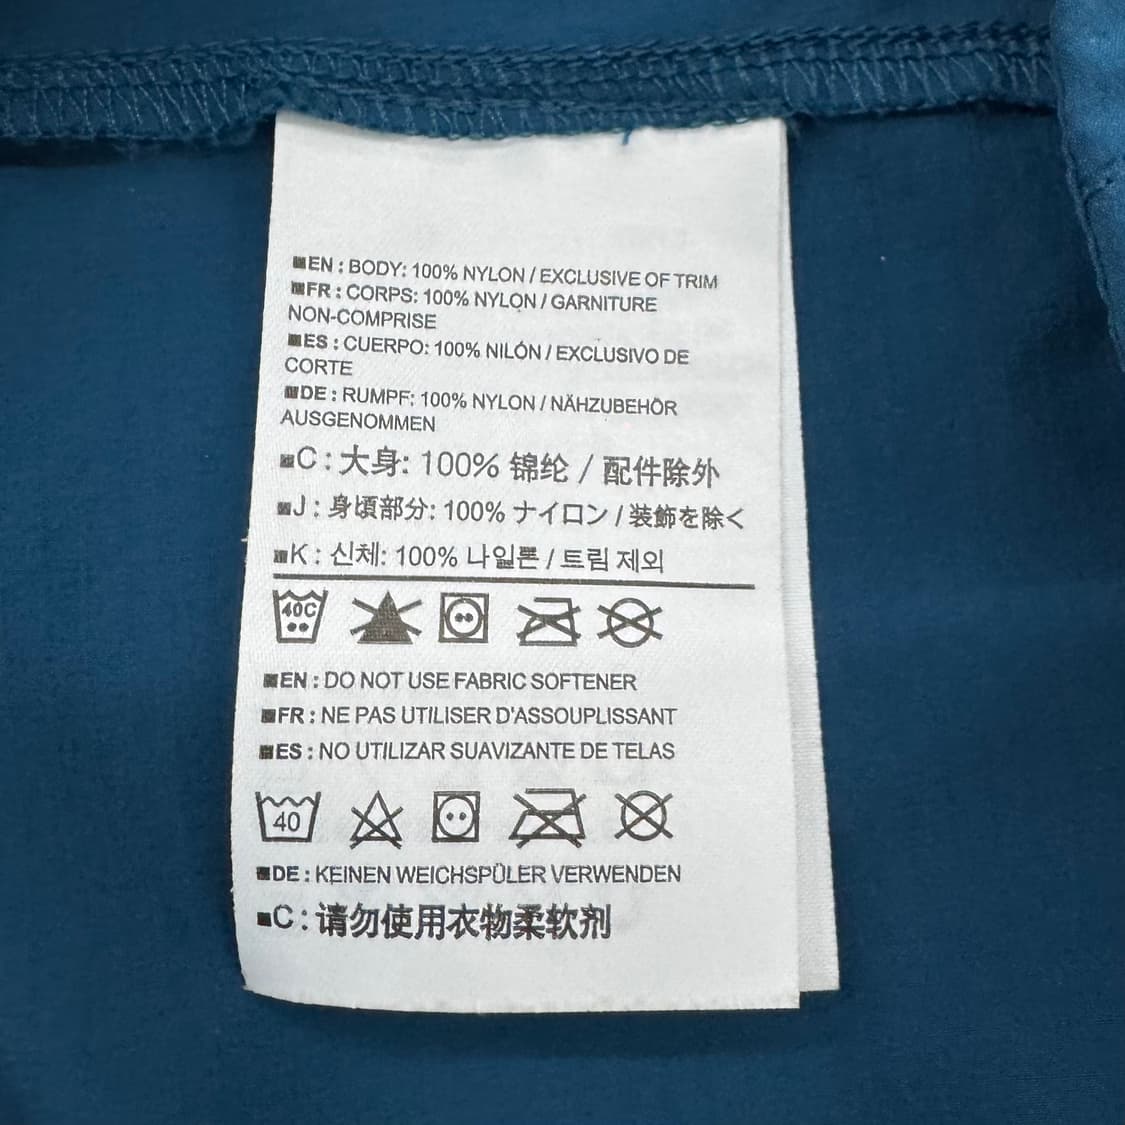 EN : BODY: 100% NYLON / EXCLUSIVE OF TRIM
FR : CORPS: 100% NYLON / GARNITURE
NON-COMPRISE
ES : CUERPO: 100% NILÓN / EXCLUSIVO DE
CORTE
DE : RUMPF: 100% NYLON / NÄHZUBEHÖR
AUSGENOMMEN
C : 大身: 100% 锦纶 / 配件除外
J : 身頃部分: 100% ナイロン / 装飾を除く
K : 신체: 100% 나일론 / 트림 제외
40C
EN : DO NOT USE FABRIC SOFTENER
FR : NE PAS UTILISER D'ASSOUPLISSANT
ES : NO UTILIZAR SUAVIZANTE DE TELAS
40
DE : KEINEN WEICHSPÜLER VERWENDEN
C : 请勿使用衣物柔软剂